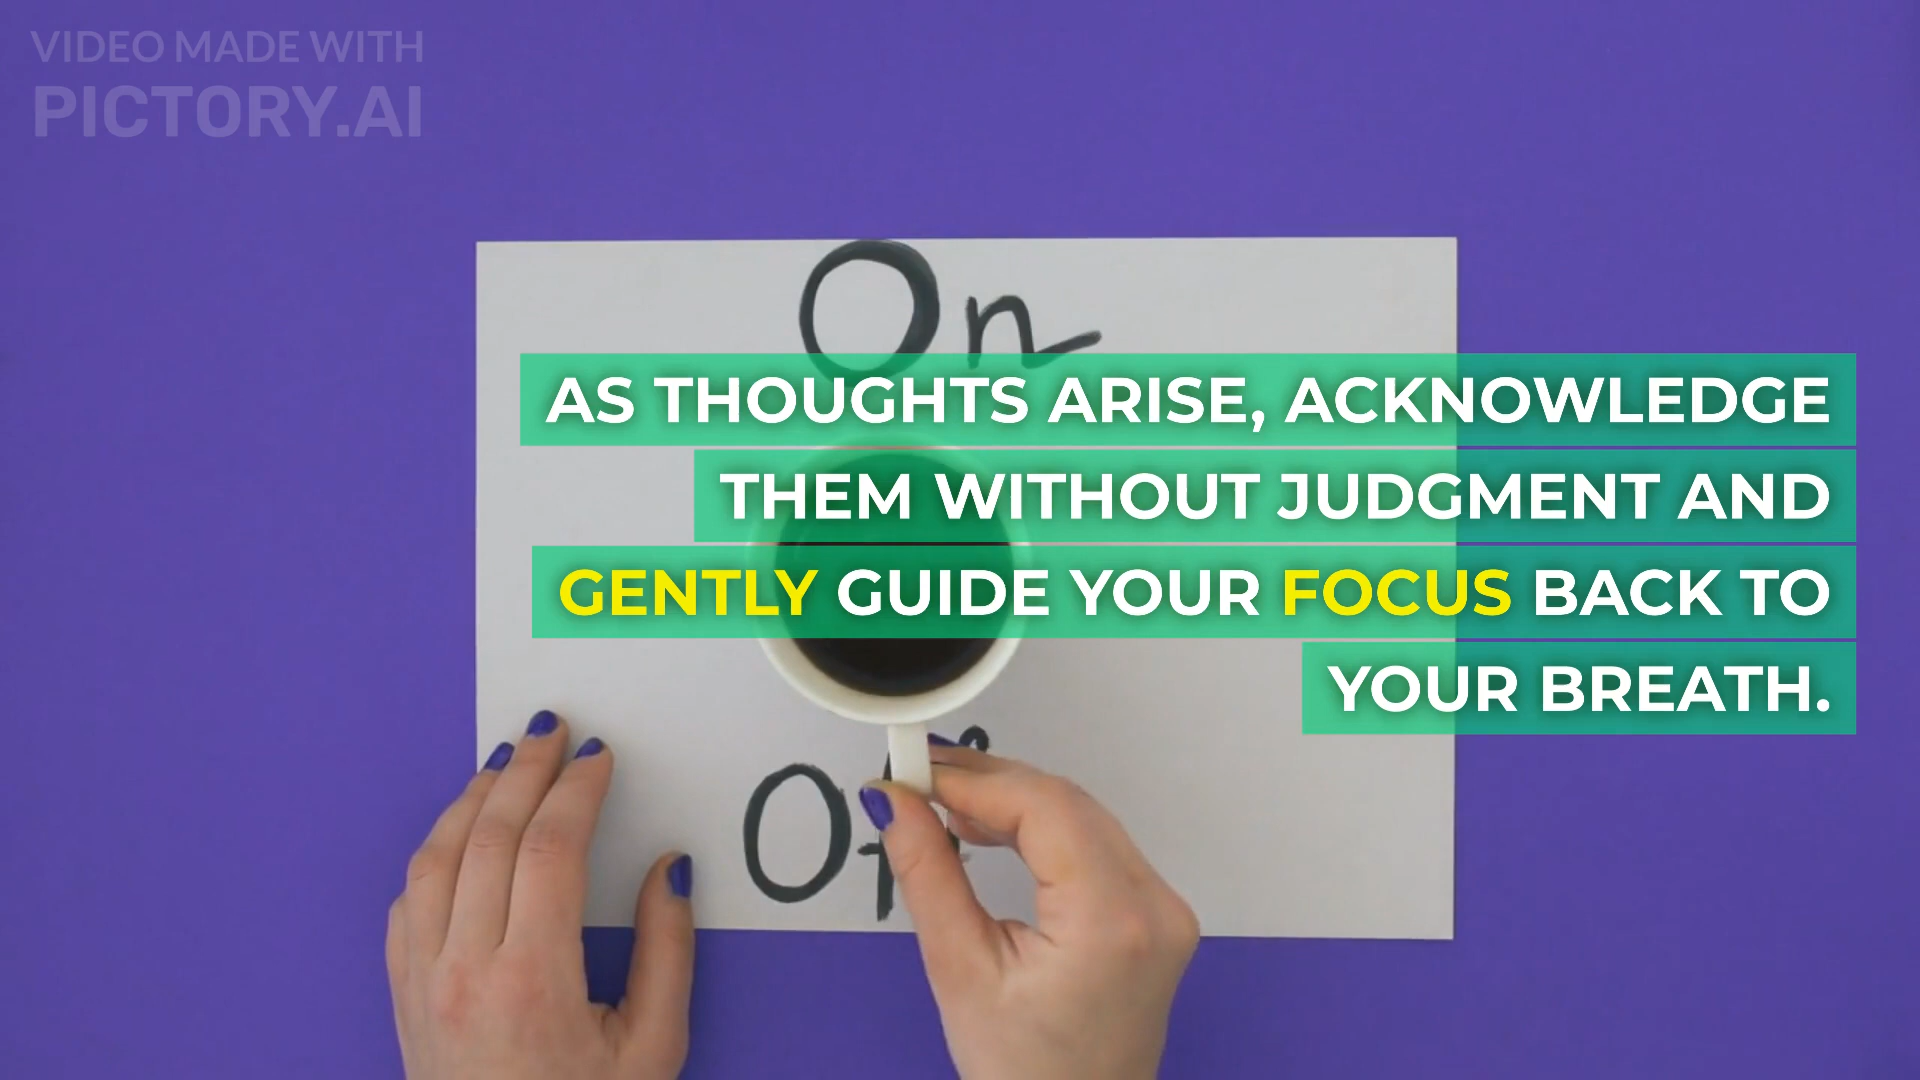 VIDEO MADE WITH
PICTORY.AI
On
AS THOUGHTS ARISE, ACKNOWLEDGE
THEM WITHOUT JUDGMENT AND
GENTLY GUIDE YOUR FOCUS BACK TO
YOUR BREATH.